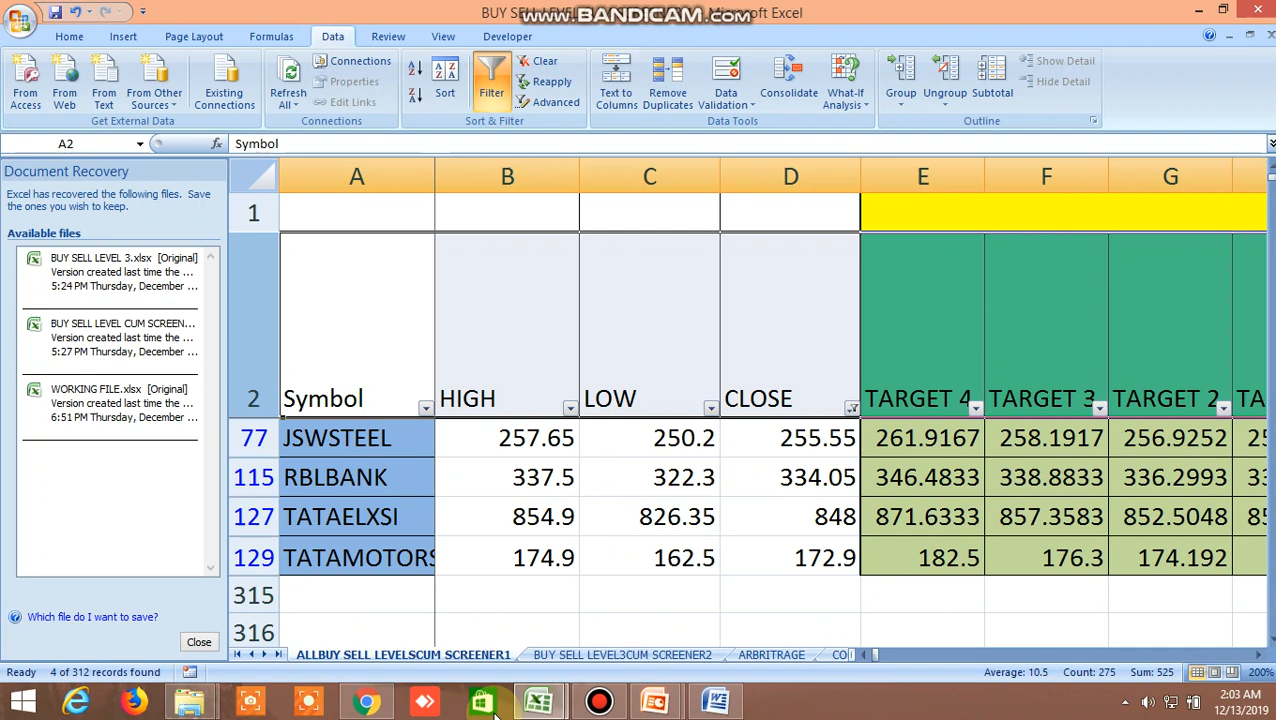 BUY SELL LEVEL www.BANDICAM.com Microsoft Excel
Home Insert Page Layout Formulas Data Review View Developer
From Access
From Web
From Text
From Other Sources
Existing Connections
Get External Data
Refresh All
Connections
Properties
Edit Links
Connections
Sort
Filter
Clear
Reapply
Advanced
Sort & Filter
Text to Columns
Remove Duplicates
Data Validation
Consolidate
What-If Analysis
Data Tools
Group
Ungroup
Subtotal
Show Detail
Hide Detail
Outline
A2 fx Symbol
Document Recovery
Excel has recovered the following files. Save
the ones you wish to keep.
Available files
BUY SELL LEVEL 3.xlsx [Original]
Version created last time the ...
5:24 PM Thursday, December ...
BUY SELL LEVEL CUM SCREEN...
Version created last time the ...
5:27 PM Thursday, December ...
WORKING FILE.xlsx [Original]
Version created last time the ...
6:51 PM Thursday, December ...
Which file do I want to save?
Close
A B C D E F G
1
2 Symbol HIGH LOW CLOSE TARGET 4 TARGET 3 TARGET 2 TA
77 JSWSTEEL 257.65 250.2 255.55 261.9167 258.1917 256.9252 25
115 RBLBANK 337.5 322.3 334.05 346.4833 338.8833 336.2993 33
127 TATAELXSI 854.9 826.35 848 871.6333 857.3583 852.5048 85
129 TATAMOTORS 174.9 162.5 172.9 182.5 176.3 174.192
315
316
ALLBUY SELL LEVELSCUM SCREENER1 BUY SELL LEVEL3CUM SCREENER2 ARBRITRAGE CO
Ready 4 of 312 records found Average: 10.5 Count: 275 Sum: 525 200%
2:03 AM
12/13/2019